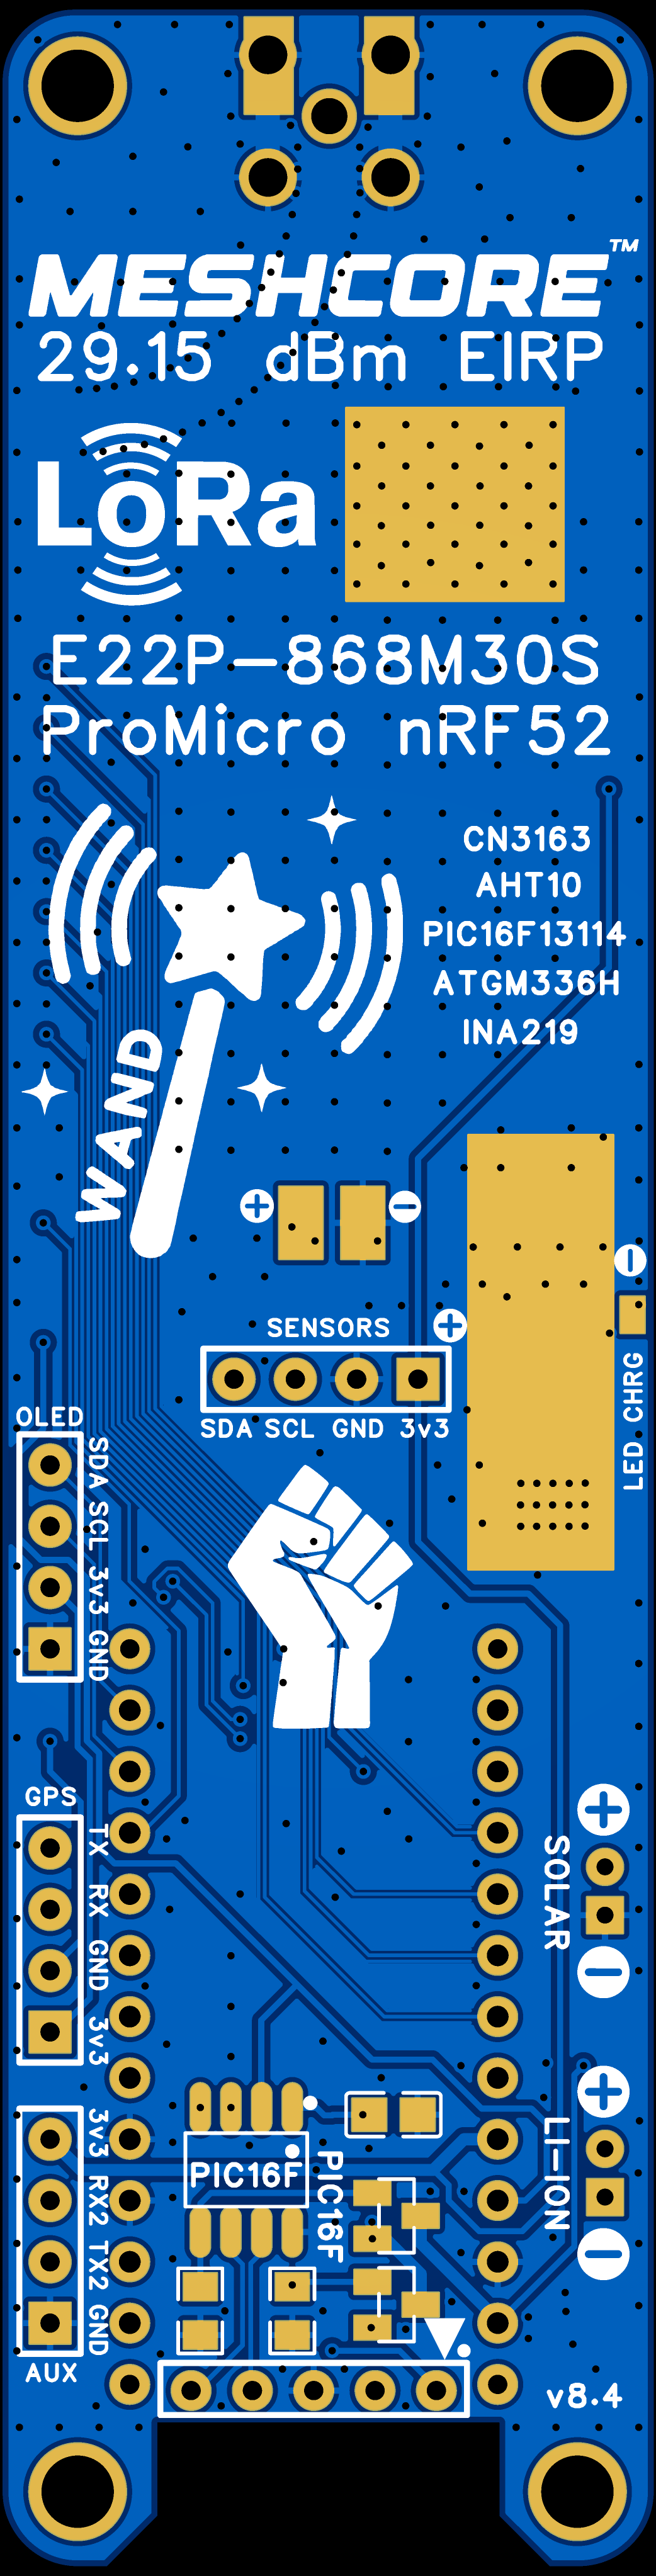 MESHCORE™
29.15 dBm EIRP
LoRa
E22P-868M30S
ProMicro nRF52
CN3163
AHT10
PIC16F13114
ATGM336H
INA219
WAND
+ −
−
SENSORS
+
SDA SCL GND 3v3
LED CHRG
OLED
SDA SCL 3v3 GND
GPS
TX RX GND 3v3
+
SOLAR
−
+
LI-ION
−
3v3 RX2 TX2 GND
AUX
PIC16F
PIC16F
v8.4